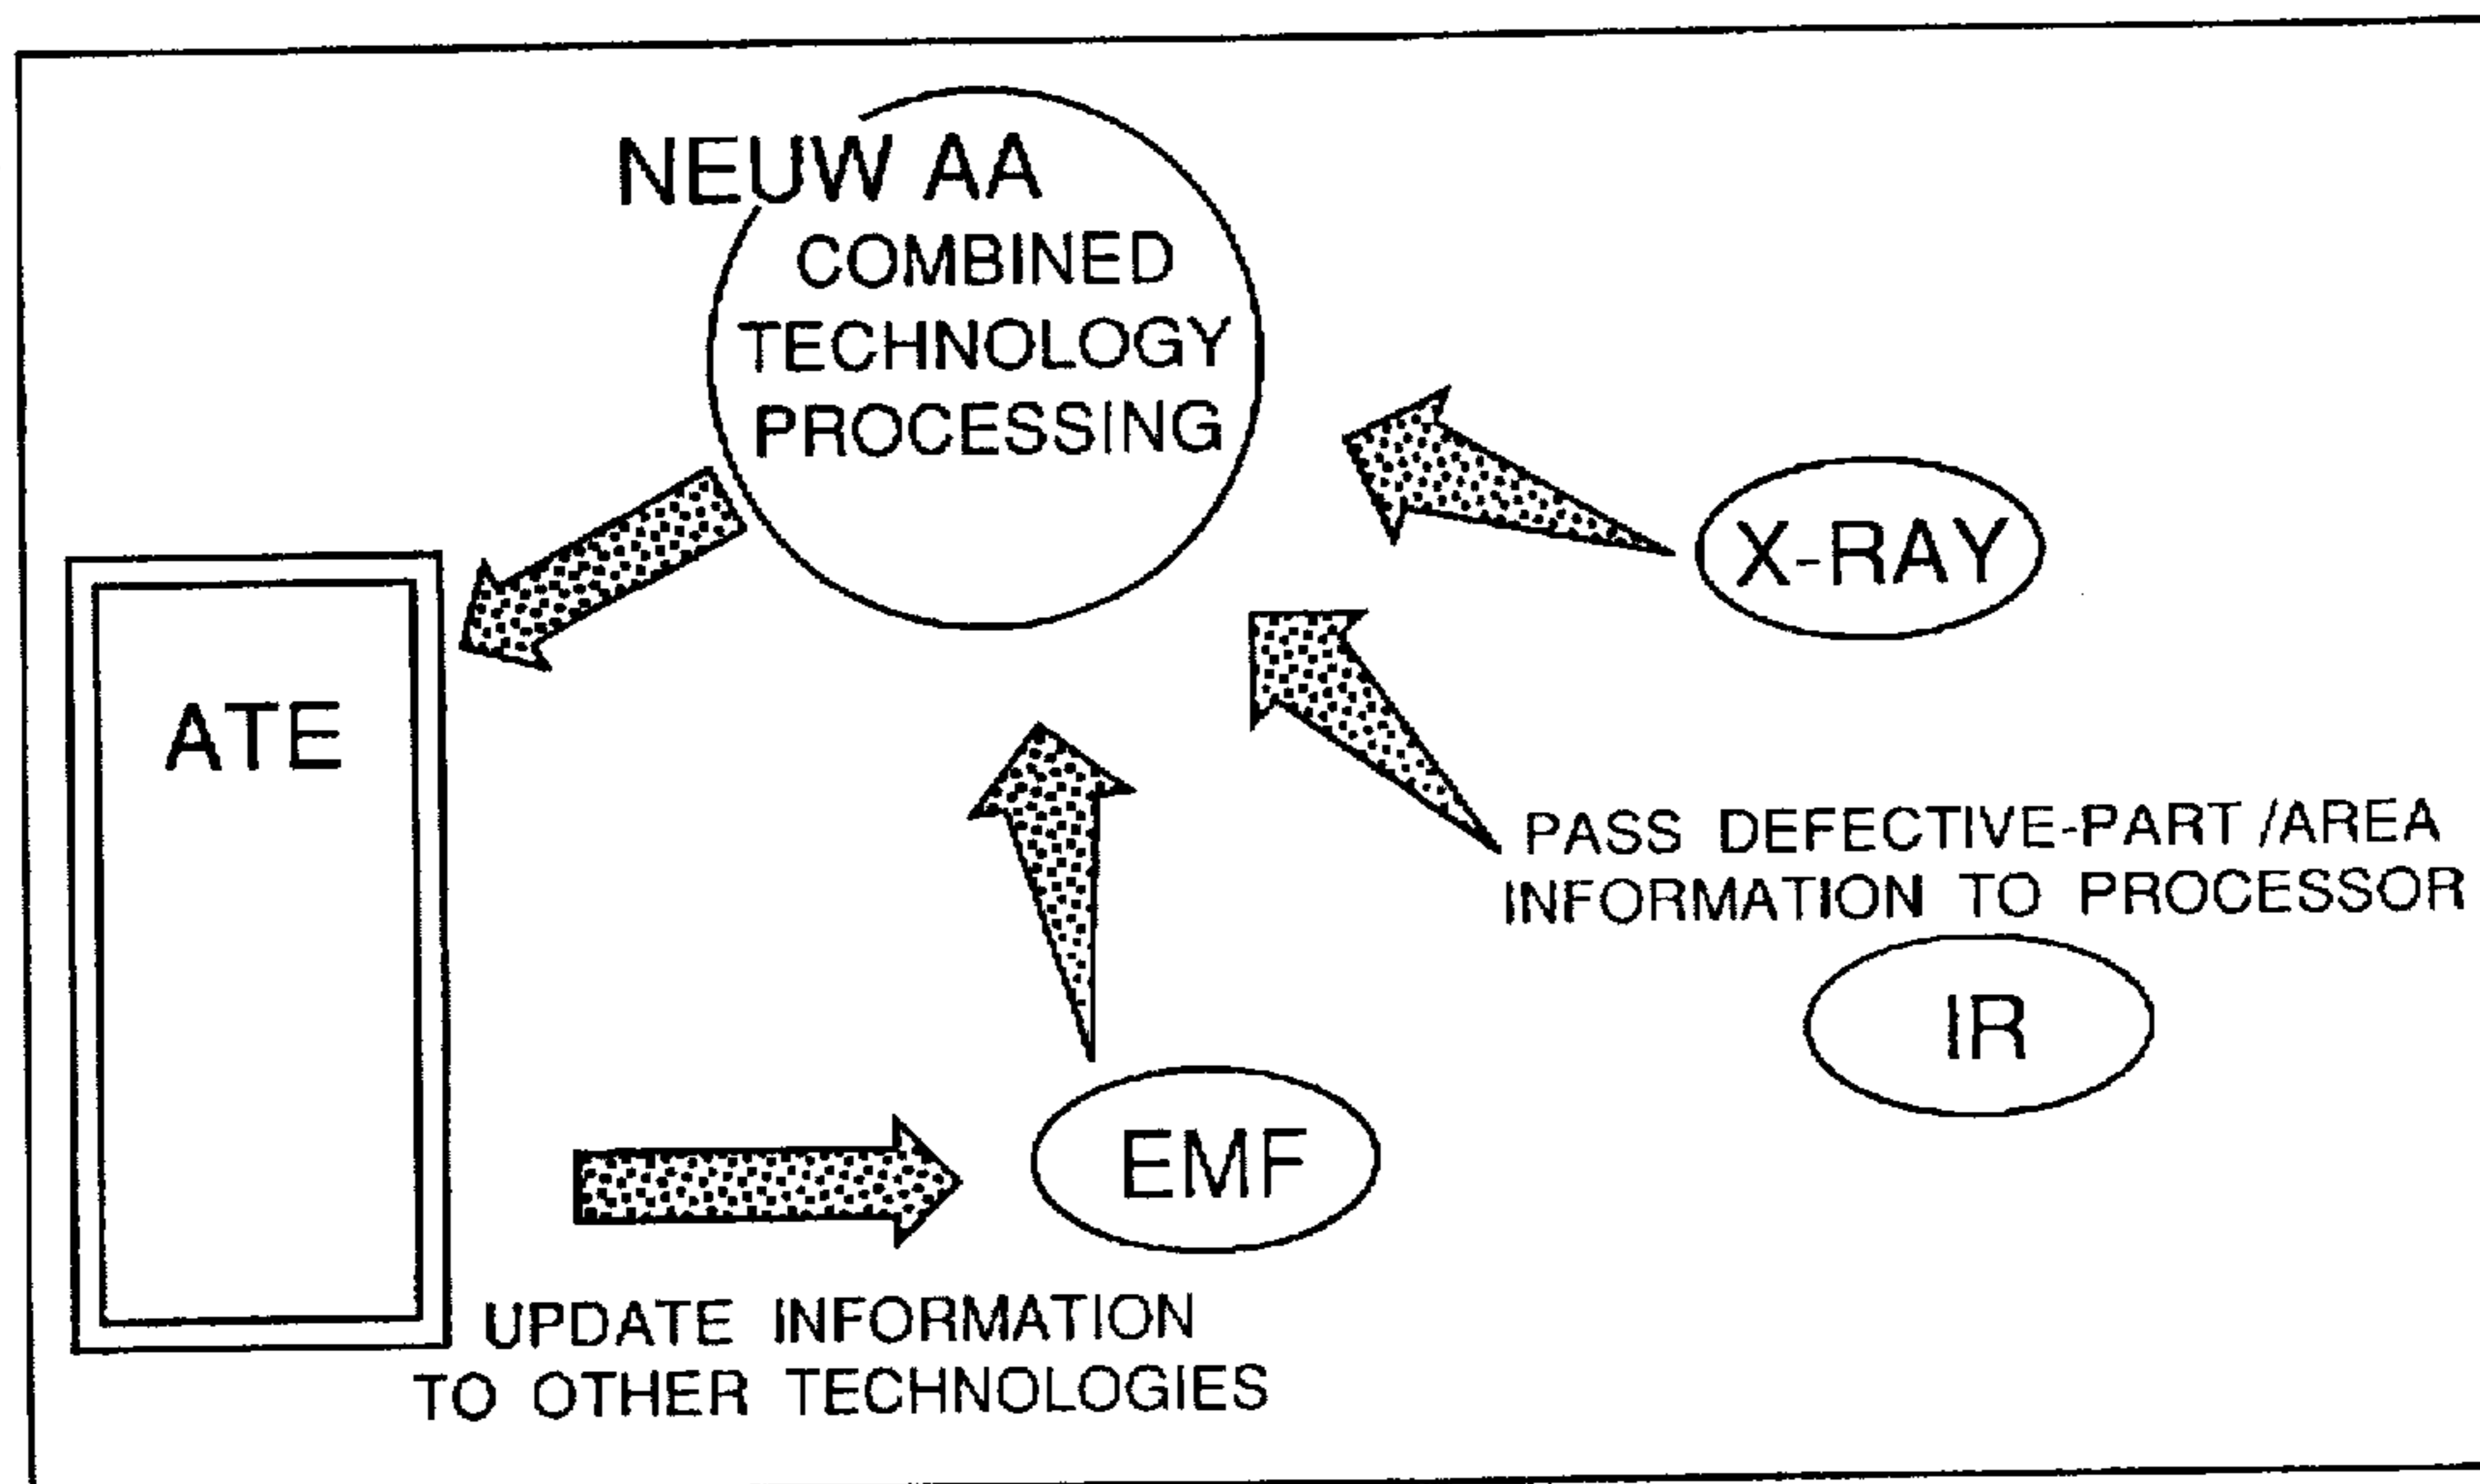 NEUW AA
COMBINED
TECHNOLOGY
PROCESSING
X-RAY
ATE
PASS DEFECTIVE-PART /AREA
INFORMATION TO PROCESSOR
IR
EMF
UPDATE INFORMATION
TO OTHER TECHNOLOGIES